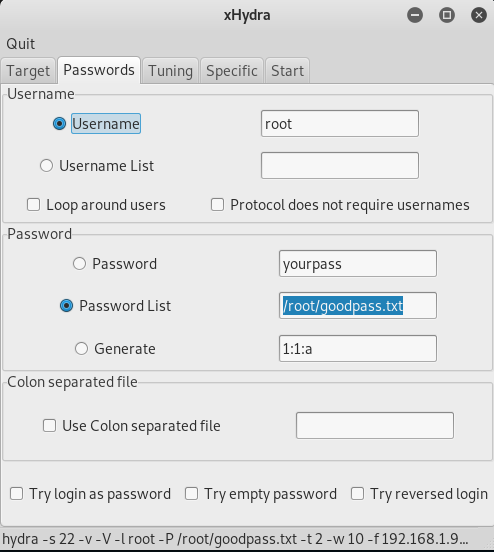 xHydra
Quit
Target Passwords Tuning Specific Start
Username
Username root
Username List
Loop around users Protocol does not require usernames
Password
Password yourpass
Password List /root/goodpass.txt
Generate 1:1:a
Colon separated file
Use Colon separated file
Try login as password Try empty password Try reversed login
hydra -s 22 -v -V -l root -P /root/goodpass.txt -t 2 -w 10 -f 192.168.1.9...